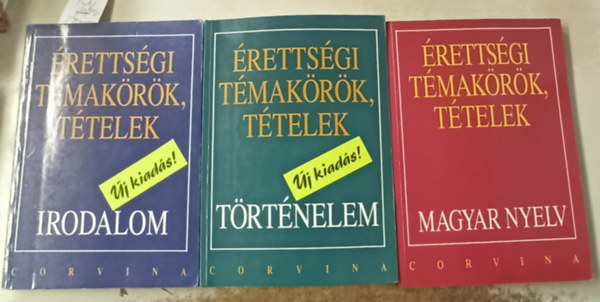 ÉRETTSÉGI
TÉMAKÖRÖK,
TÉTELEK
Új kiadás!
IRODALOM
CORVINA
ÉRETTSÉGI
TÉMAKÖRÖK,
TÉTELEK
Új kiadás!
TÖRTÉNELEM
CORVINA
ÉRETTSÉGI
TÉMAKÖRÖK,
TÉTELEK
MAGYAR NYELV
CORVINA